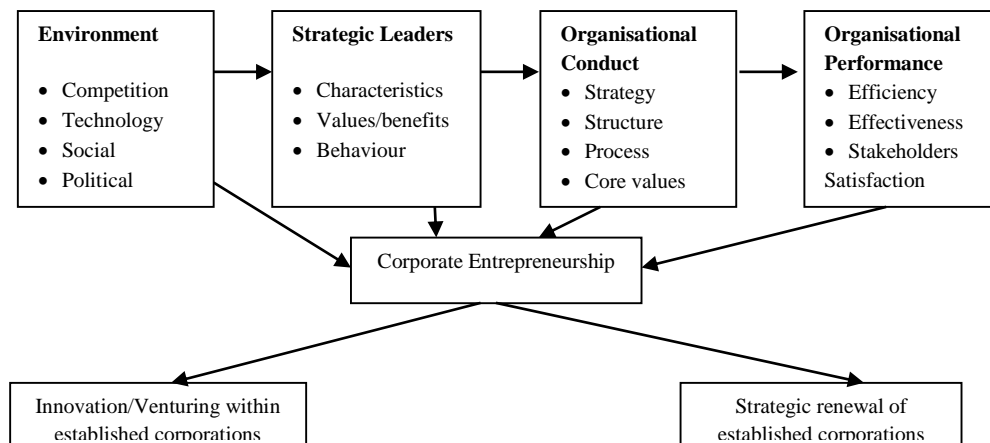 Environment
• Competition
• Technology
• Social
• Political
Strategic Leaders
• Characteristics
• Values/benefits
• Behaviour
Organisational
Conduct
• Strategy
• Structure
• Process
• Core values
Organisational
Performance
• Efficiency
• Effectiveness
• Stakeholders
Satisfaction
Corporate Entrepreneurship
Innovation/Venturing within
established corporations
Strategic renewal of
established corporations